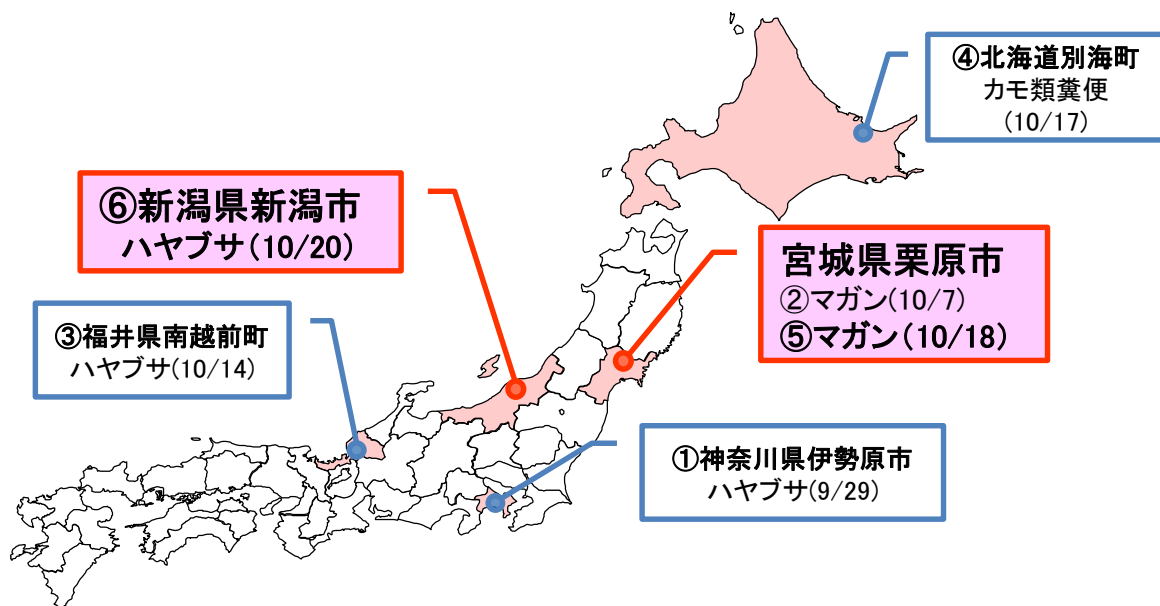 ④北海道別海町
カモ類糞便
(10/17)
⑥新潟県新潟市
ハヤブサ(10/20)
宮城県栗原市
②マガン(10/7)
⑤マガン(10/18)
③福井県南越前町
ハヤブサ(10/14)
①神奈川県伊勢原市
ハヤブサ(9/29)